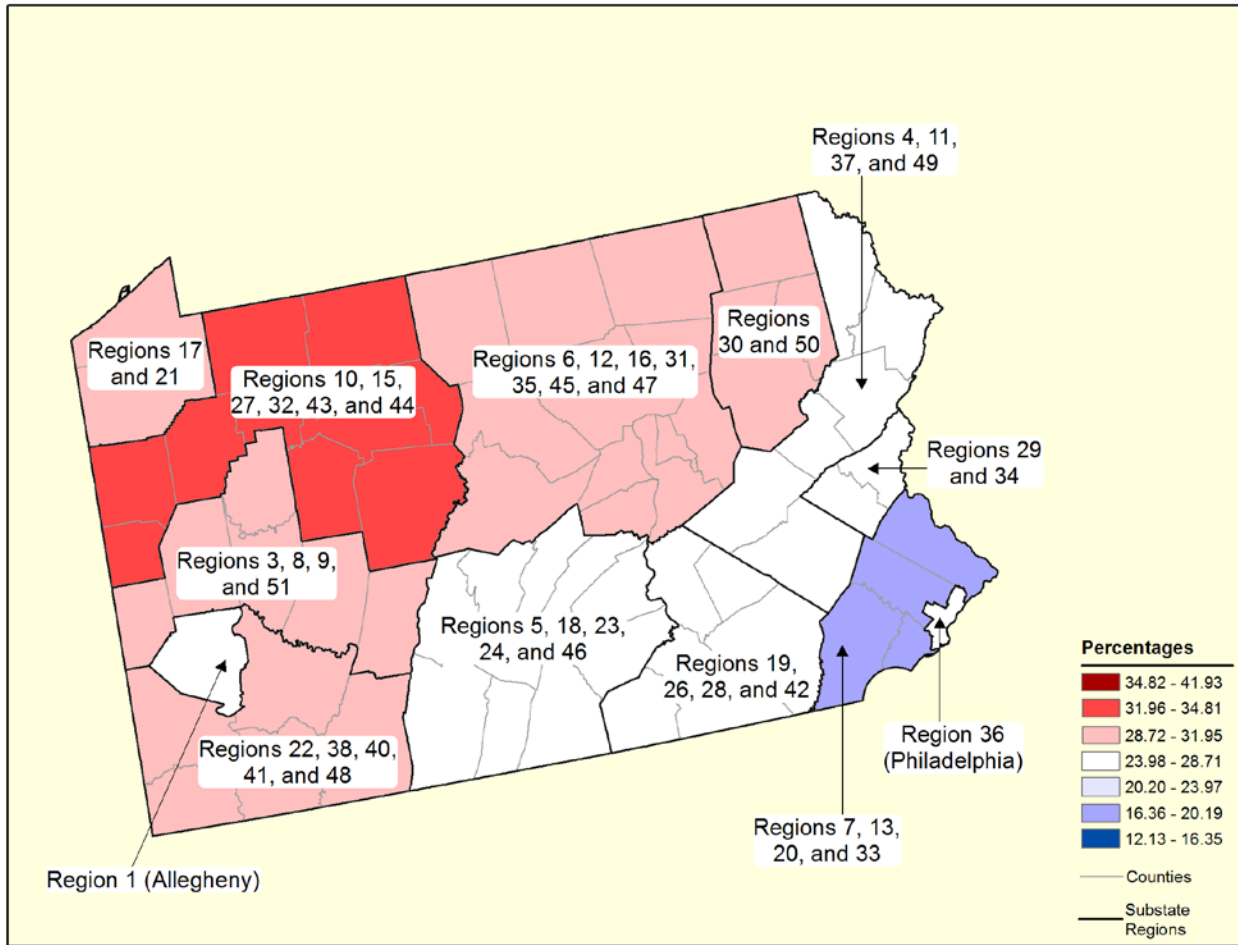 Regions 4, 11,
37, and 49
Regions 17
and 21
Regions 10, 15,
27, 32, 43, and 44
Regions 6, 12, 16, 31,
35, 45, and 47
Regions
30 and 50
Regions 29
and 34
Regions 3, 8, 9,
and 51
Regions 5, 18, 23,
24, and 46
Regions 19,
26, 28, and 42
Regions 22, 38, 40,
41, and 48
Region 36
(Philadelphia)
Regions 7, 13,
20, and 33
Region 1 (Allegheny)
Percentages
34.82 - 41.93
31.96 - 34.81
28.72 - 31.95
23.98 - 28.71
20.20 - 23.97
16.36 - 20.19
12.13 - 16.35
Counties
Substate
Regions